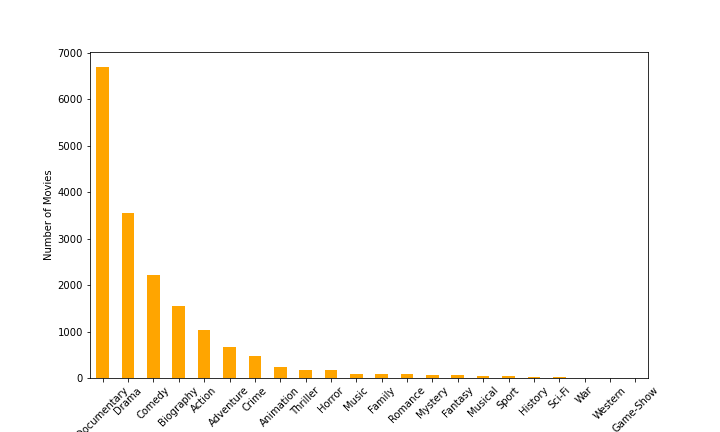 7000
6000
5000
4000
3000
2000
1000
0
Number of Movies
Documentary
Drama
Comedy
Biography
Action
Adventure
Crime
Animation
Thriller
Horror
Music
Family
Romance
Mystery
Fantasy
Musical
Sport
History
Sci-Fi
War
Western
Game-Show